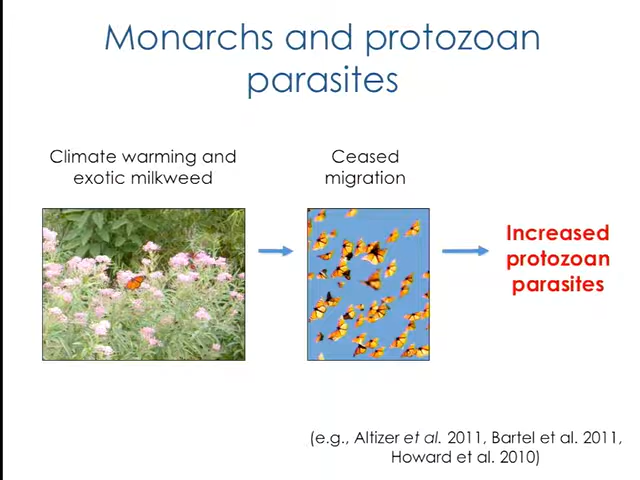 Monarchs and protozoan
parasites
Climate warming and
exotic milkweed
Ceased
migration
Increased
protozoan
parasites
(e.g., Altizer et al. 2011, Bartel et al. 2011,
Howard et al. 2010)